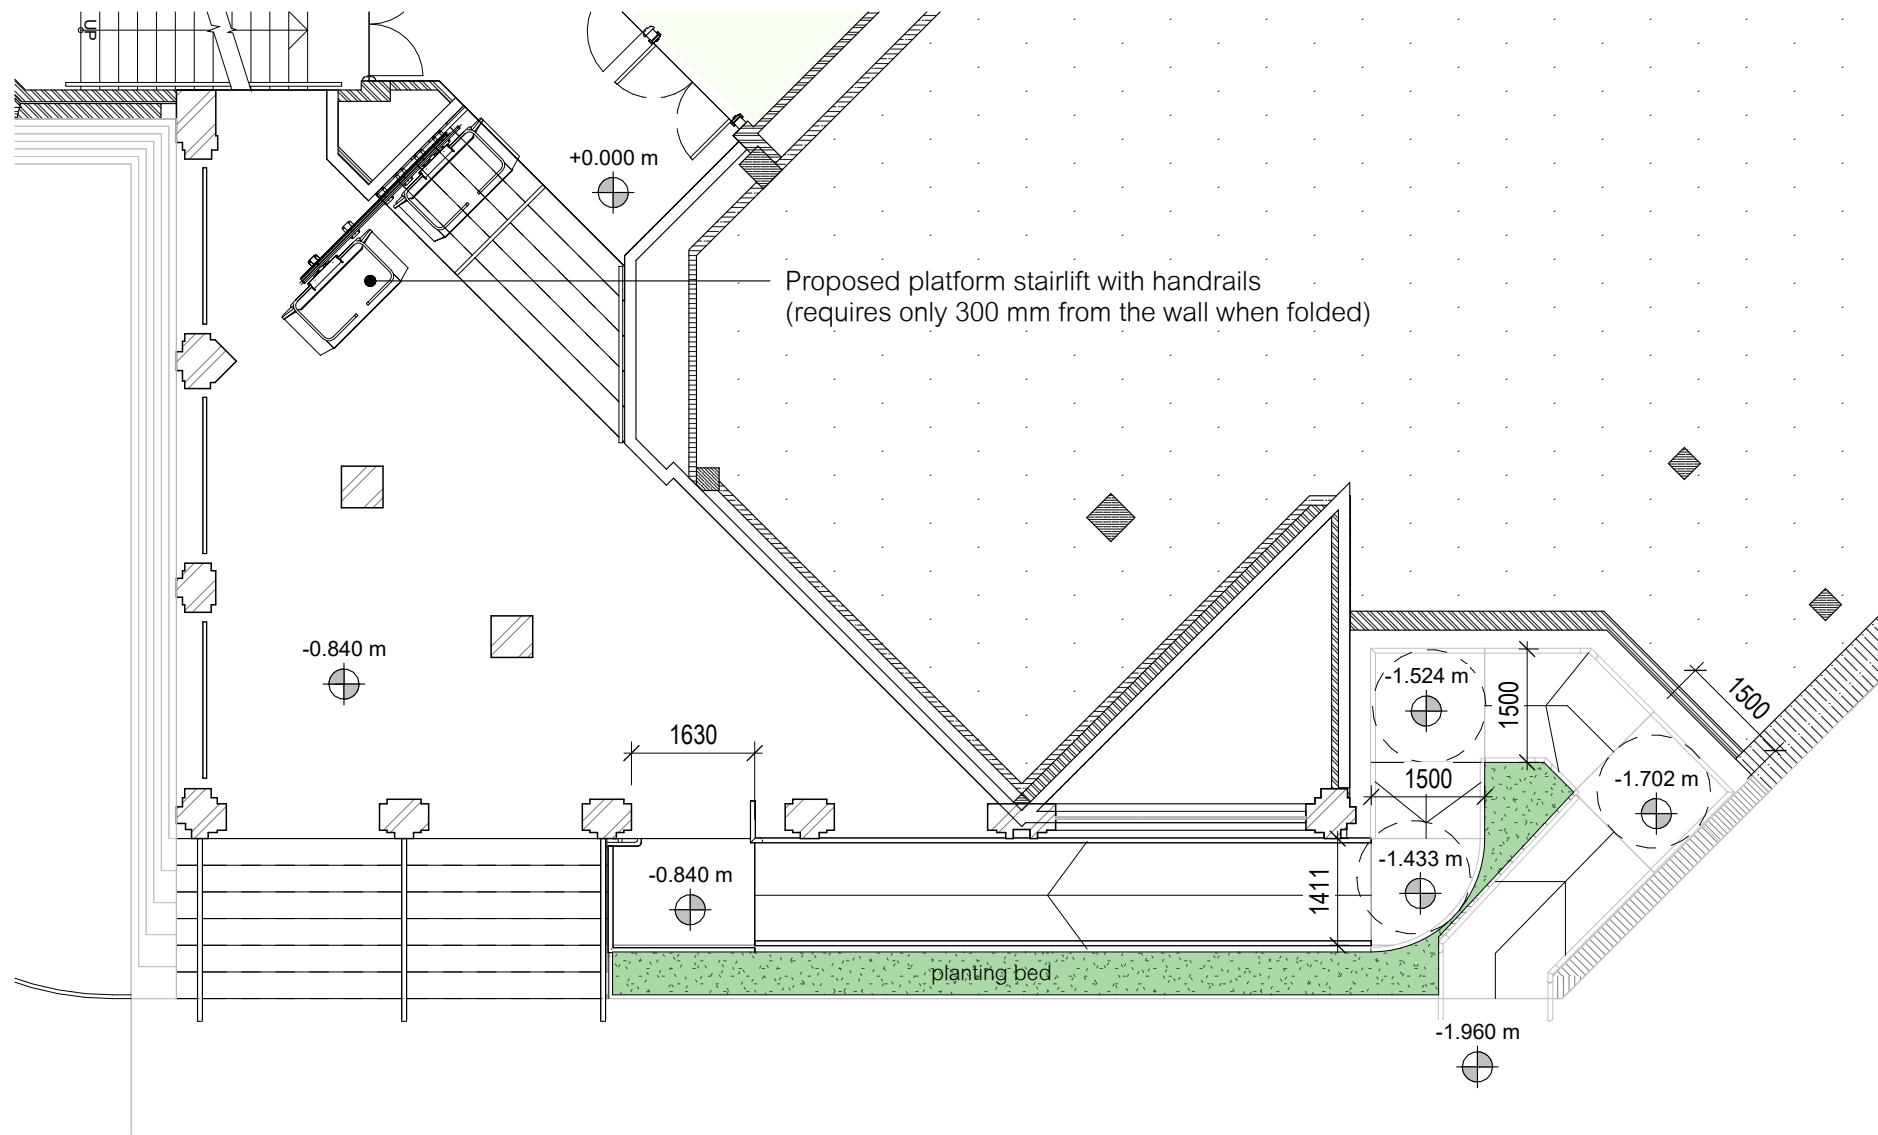 UP
+0.000 m
Proposed platform stairlift with handrails
(requires only 300 mm from the wall when folded)
-0.840 m
1630
-1.524 m
1500
1500
1500
-1.702 m
-0.840 m
1411
-1.433 m
planting bed
-1.960 m